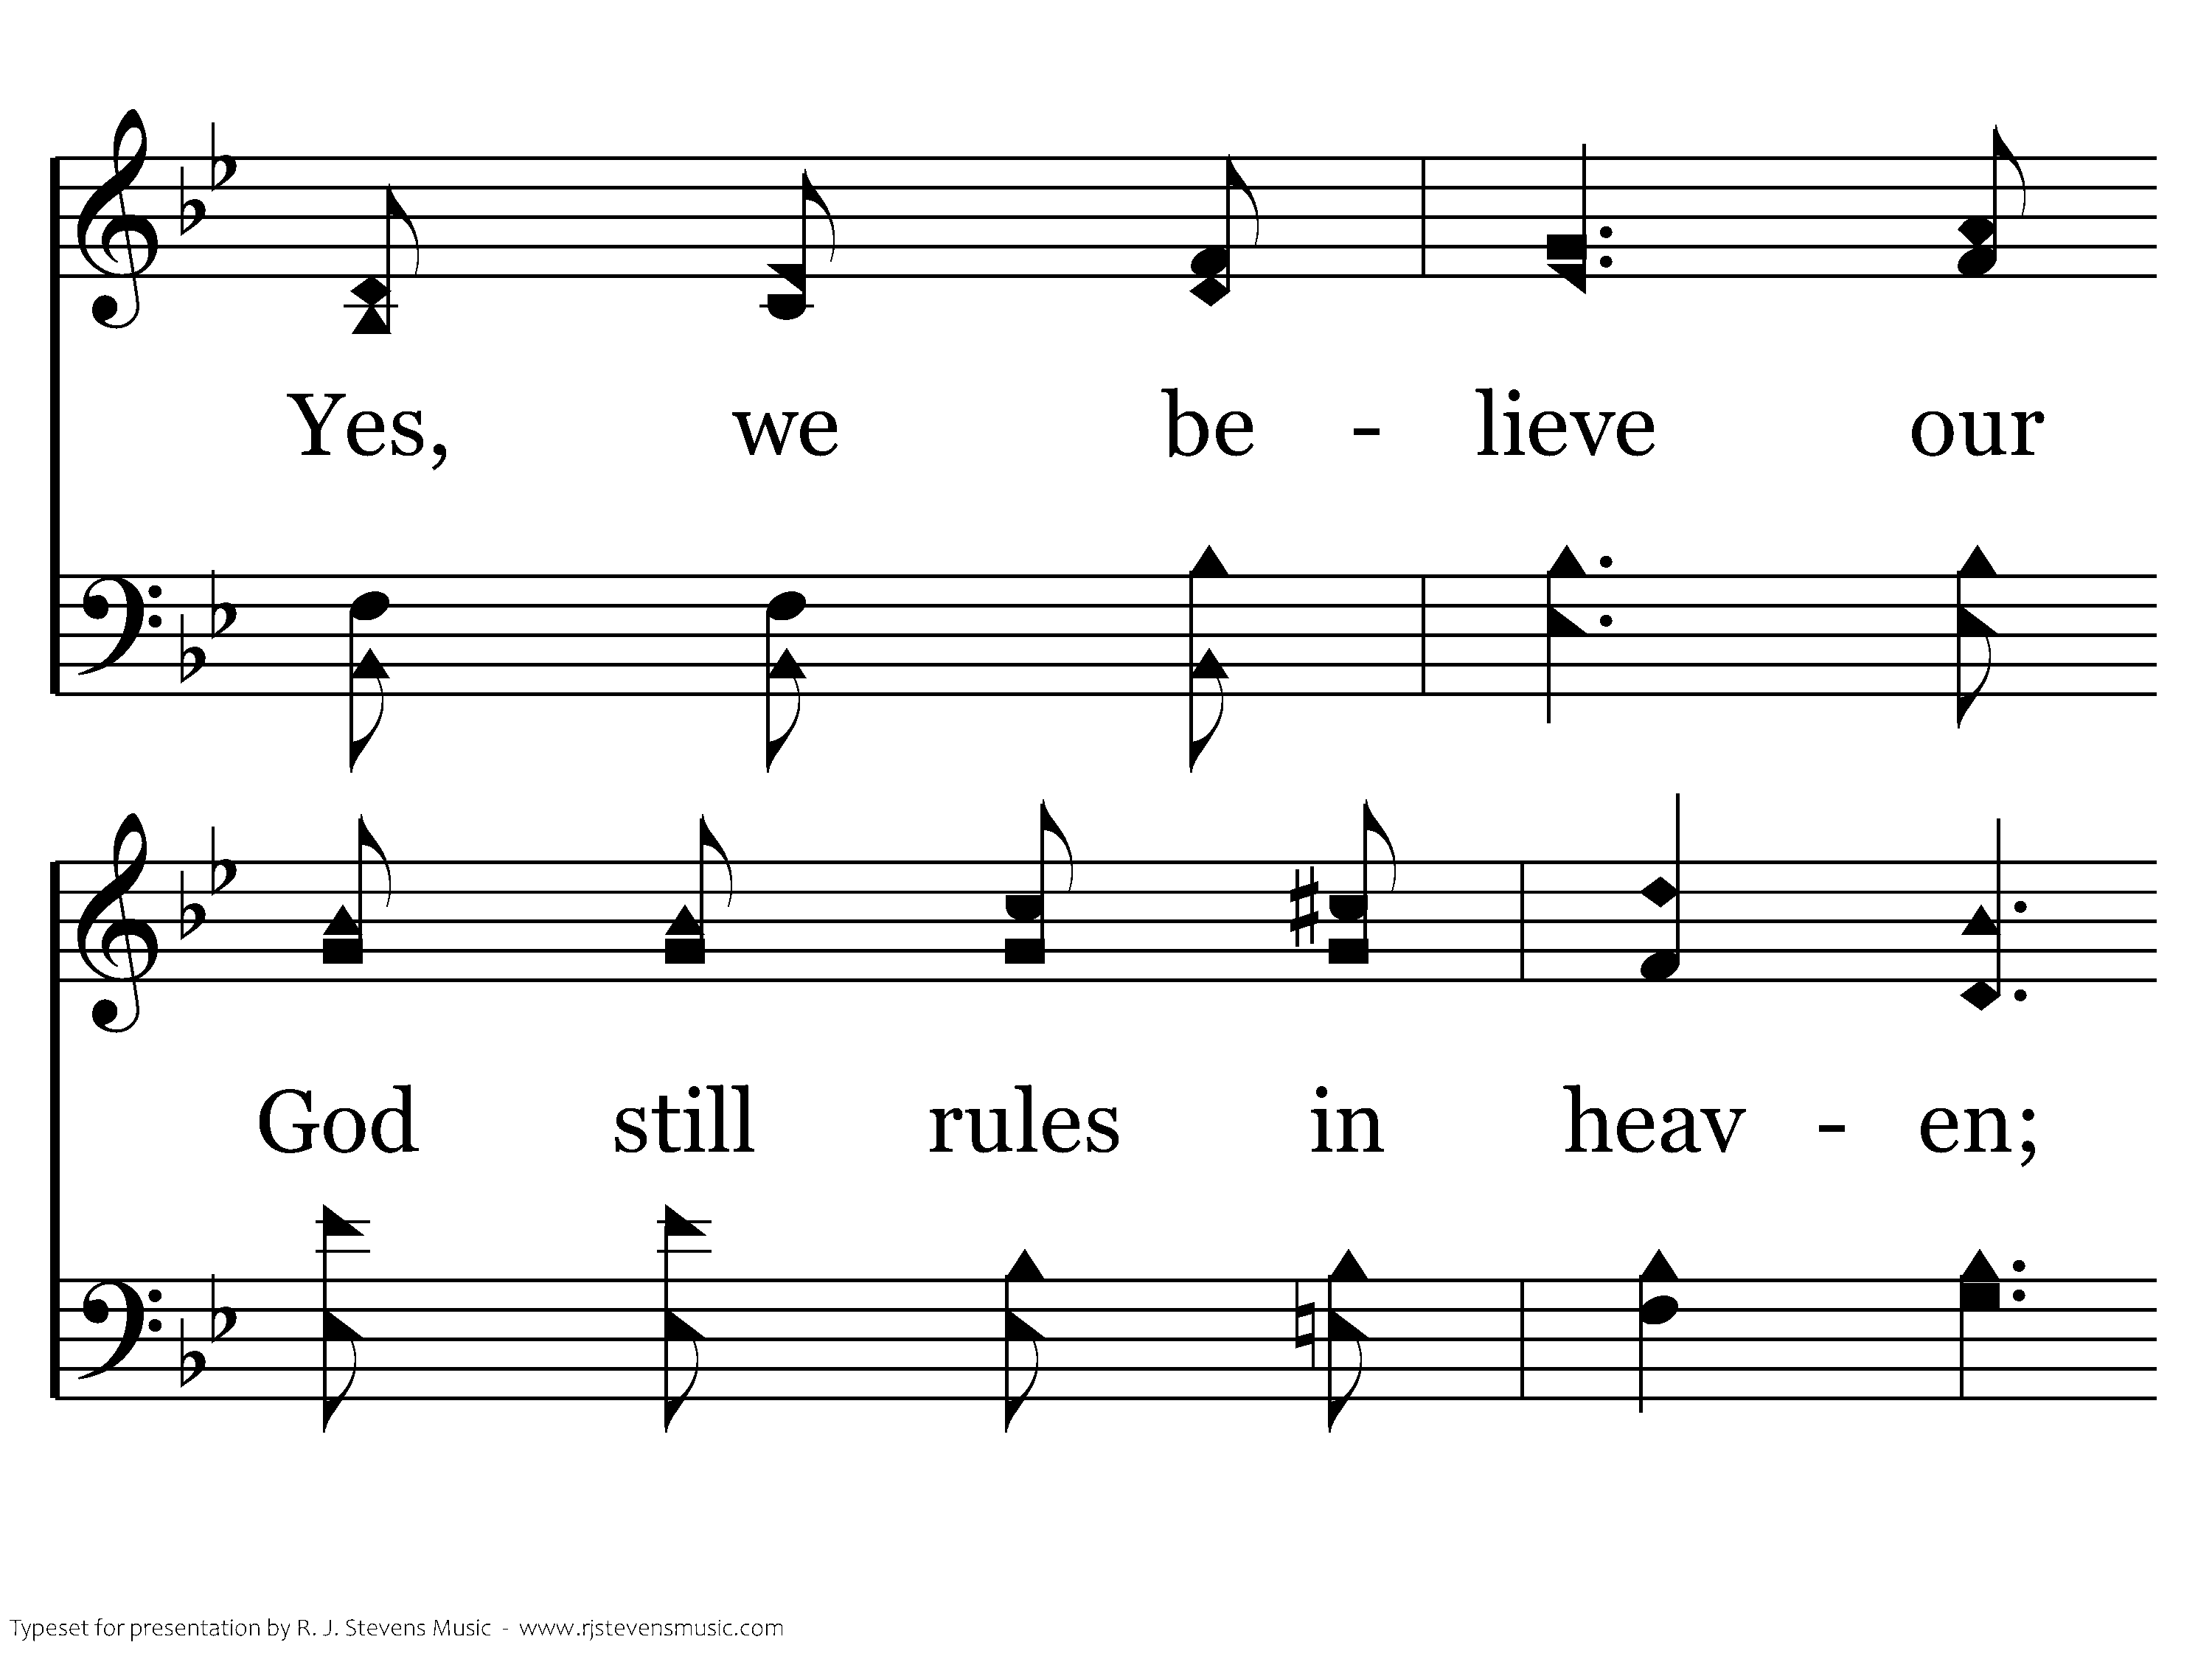 Yes, we be - lieve our
God still rules in heav - en;
Typeset for presentation by R. J. Stevens Music - www.rjstevensmusic.com